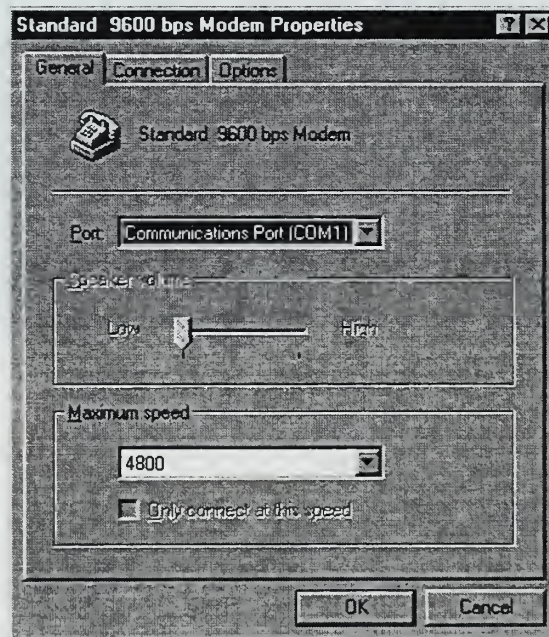 Standard 9600 bps Modem Properties
General Connection Options
Standard 9600 bps Modem
Port: Communications Port (COM1)
Speaker volume
Low High
Maximum speed
4800
Only connect at this speed
OK Cancel